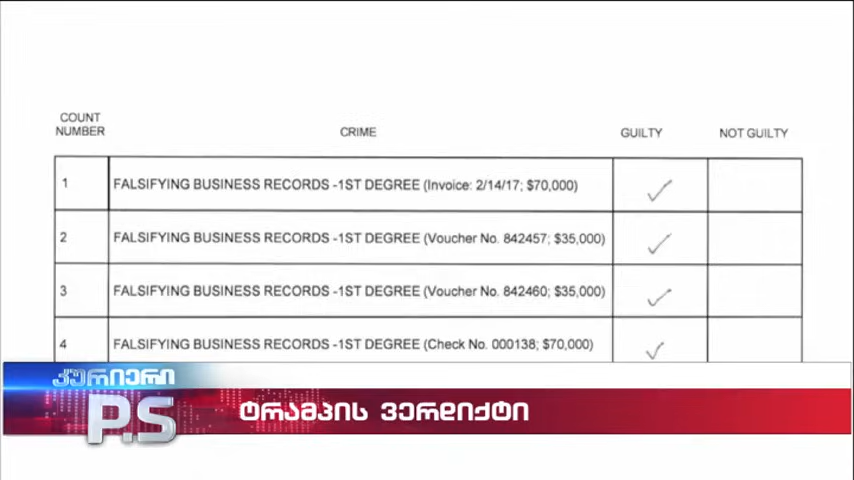 COUNT NUMBER CRIME GUILTY NOT GUILTY
1 FALSIFYING BUSINESS RECORDS -1ST DEGREE (Invoice: 2/14/17; $70,000) ✓
2 FALSIFYING BUSINESS RECORDS -1ST DEGREE (Voucher No. 842457; $35,000) ✓
3 FALSIFYING BUSINESS RECORDS -1ST DEGREE (Voucher No. 842460; $35,000) ✓
4 FALSIFYING BUSINESS RECORDS -1ST DEGREE (Check No. 000138; $70,000) ✓
კურიერი
P.S
ტრამპის ვერდიქტი